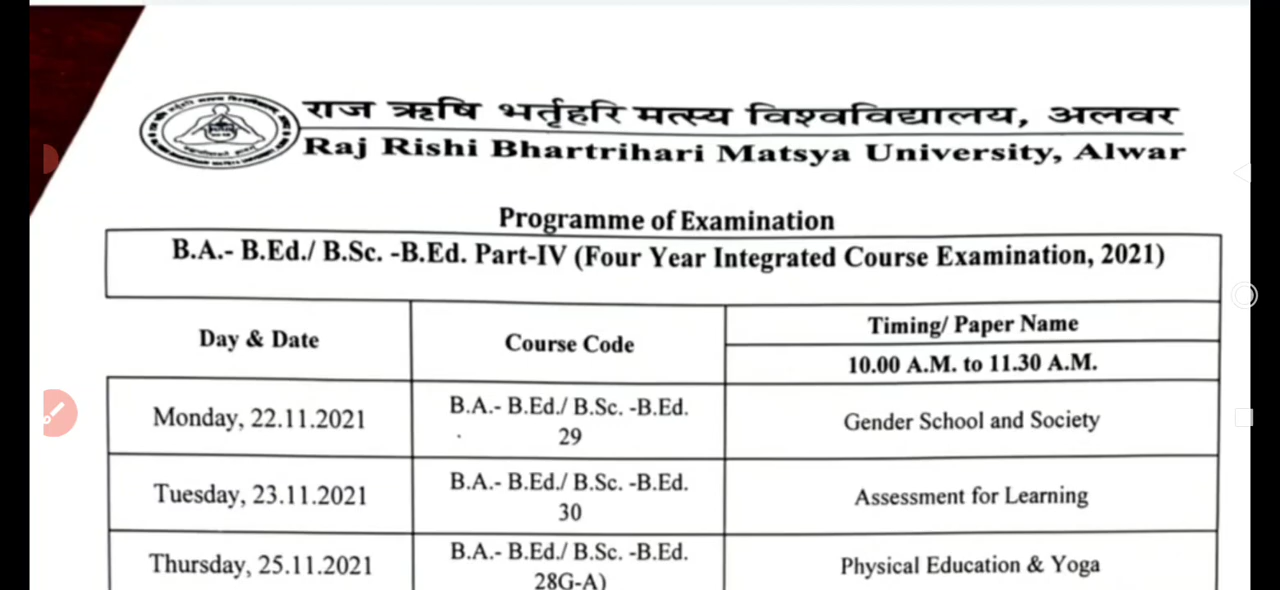 राज ऋषि भर्तृहरि मत्स्य विश्वविद्यालय, अलवर
Raj Rishi Bhartrihari Matsya University, Alwar
Programme of Examination
B.A.- B.Ed./ B.Sc. -B.Ed. Part-IV (Four Year Integrated Course Examination, 2021)
Day & Date
Course Code
Timing/ Paper Name
10.00 A.M. to 11.30 A.M.
Monday, 22.11.2021
B.A.- B.Ed./ B.Sc. -B.Ed.
29
Gender School and Society
Tuesday, 23.11.2021
B.A.- B.Ed./ B.Sc. -B.Ed.
30
Assessment for Learning
Thursday, 25.11.2021
B.A.- B.Ed./ B.Sc. -B.Ed.
28G-A)
Physical Education & Yoga